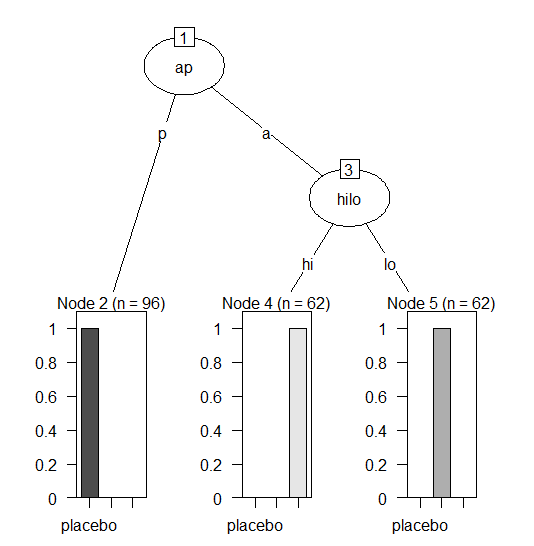 1
ap
p
a
3
hilo
hi
lo
Node 2 (n = 96)
Node 4 (n = 62)
Node 5 (n = 62)
1
0.8
0.6
0.4
0.2
0
placebo
1
0.8
0.6
0.4
0.2
0
placebo
1
0.8
0.6
0.4
0.2
0
placebo